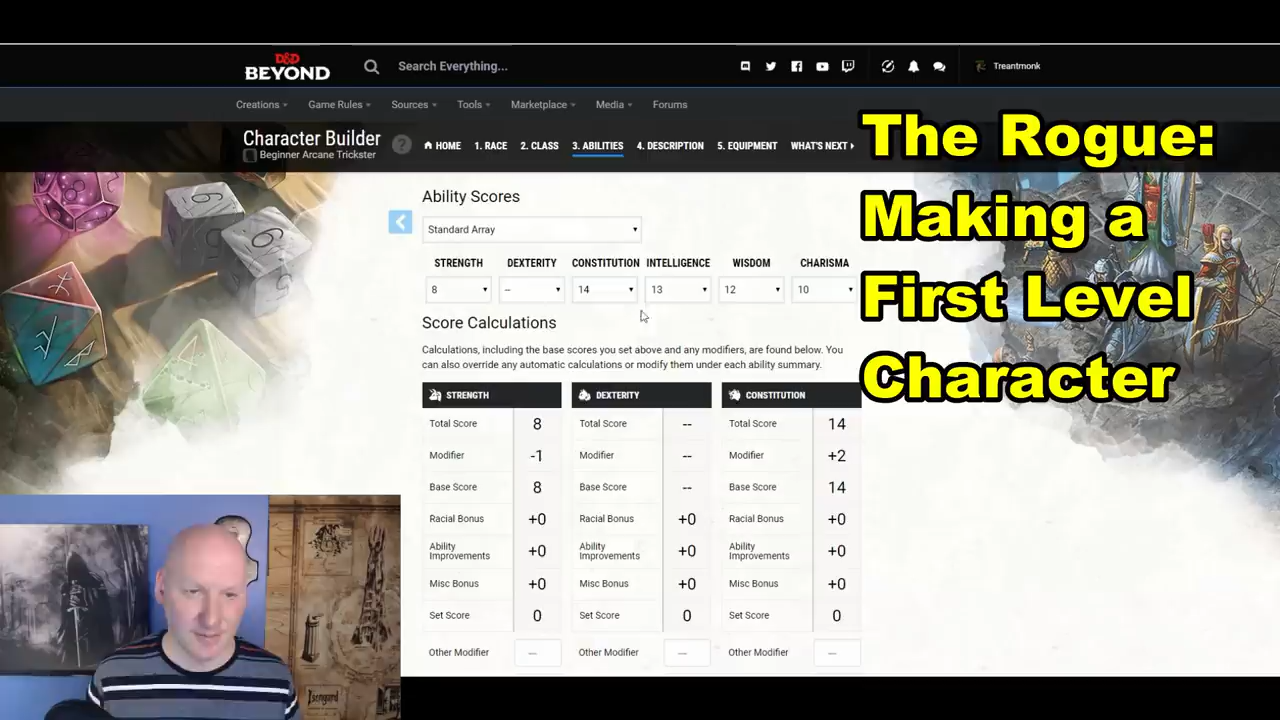 D&D
BEYOND
Search Everything...
Treantmonk
Creations
Game Rules
Sources
Tools
Marketplace
Media
Forums
Character Builder
Beginner Arcane Trickster
?
HOME
1. RACE
2. CLASS
3. ABILITIES
4. DESCRIPTION
5. EQUIPMENT
WHAT'S NEXT
The Rogue:
Making a
First Level
Character
Ability Scores
Standard Array
STRENGTH DEXTERITY CONSTITUTION INTELLIGENCE WISDOM CHARISMA
8 -- 14 13 12 10
Score Calculations
Calculations, including the base scores you set above and any modifiers, are found below. You
can also override any automatic calculations or modify them under each ability summary.
STRENGTH
Total Score 8
Modifier -1
Base Score 8
Racial Bonus +0
Ability
Improvements +0
Misc Bonus +0
Set Score 0
Other Modifier --
DEXTERITY
Total Score --
Modifier --
Base Score --
Racial Bonus +0
Ability
Improvements +0
Misc Bonus +0
Set Score 0
Other Modifier --
CONSTITUTION
Total Score 14
Modifier +2
Base Score 14
Racial Bonus +0
Ability
Improvements +0
Misc Bonus +0
Set Score 0
Other Modifier --
Isengard